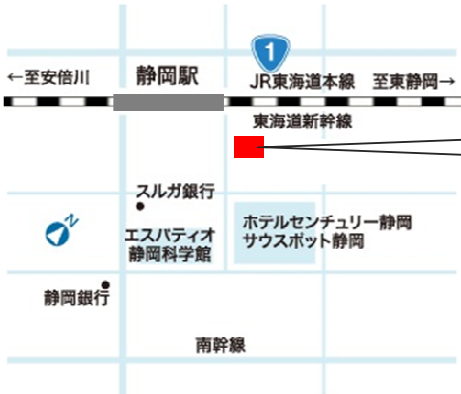 1
←至安倍川
静岡駅
JR東海道本線
至東静岡→
東海道新幹線
スルガ銀行
N
エスパティオ
静岡科学館
ホテルセンチュリー静岡
サウスポット静岡
静岡銀行
南幹線